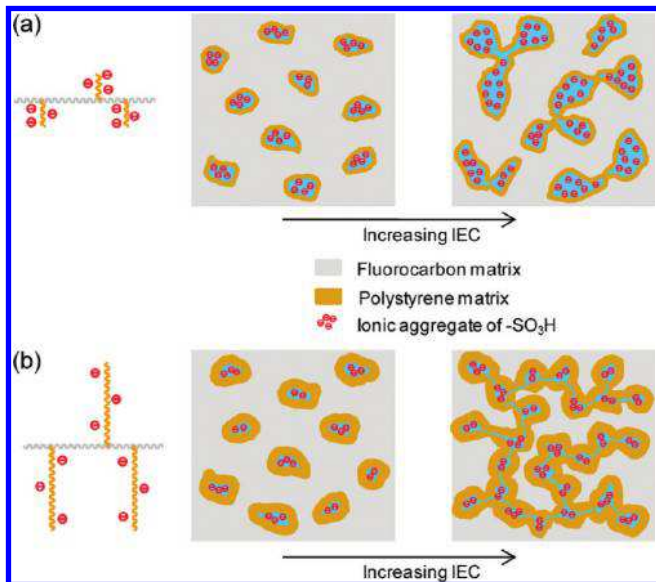 (a)
Increasing IEC
Fluorocarbon matrix
Polystyrene matrix
Ionic aggregate of -SO₃H
(b)
Increasing IEC